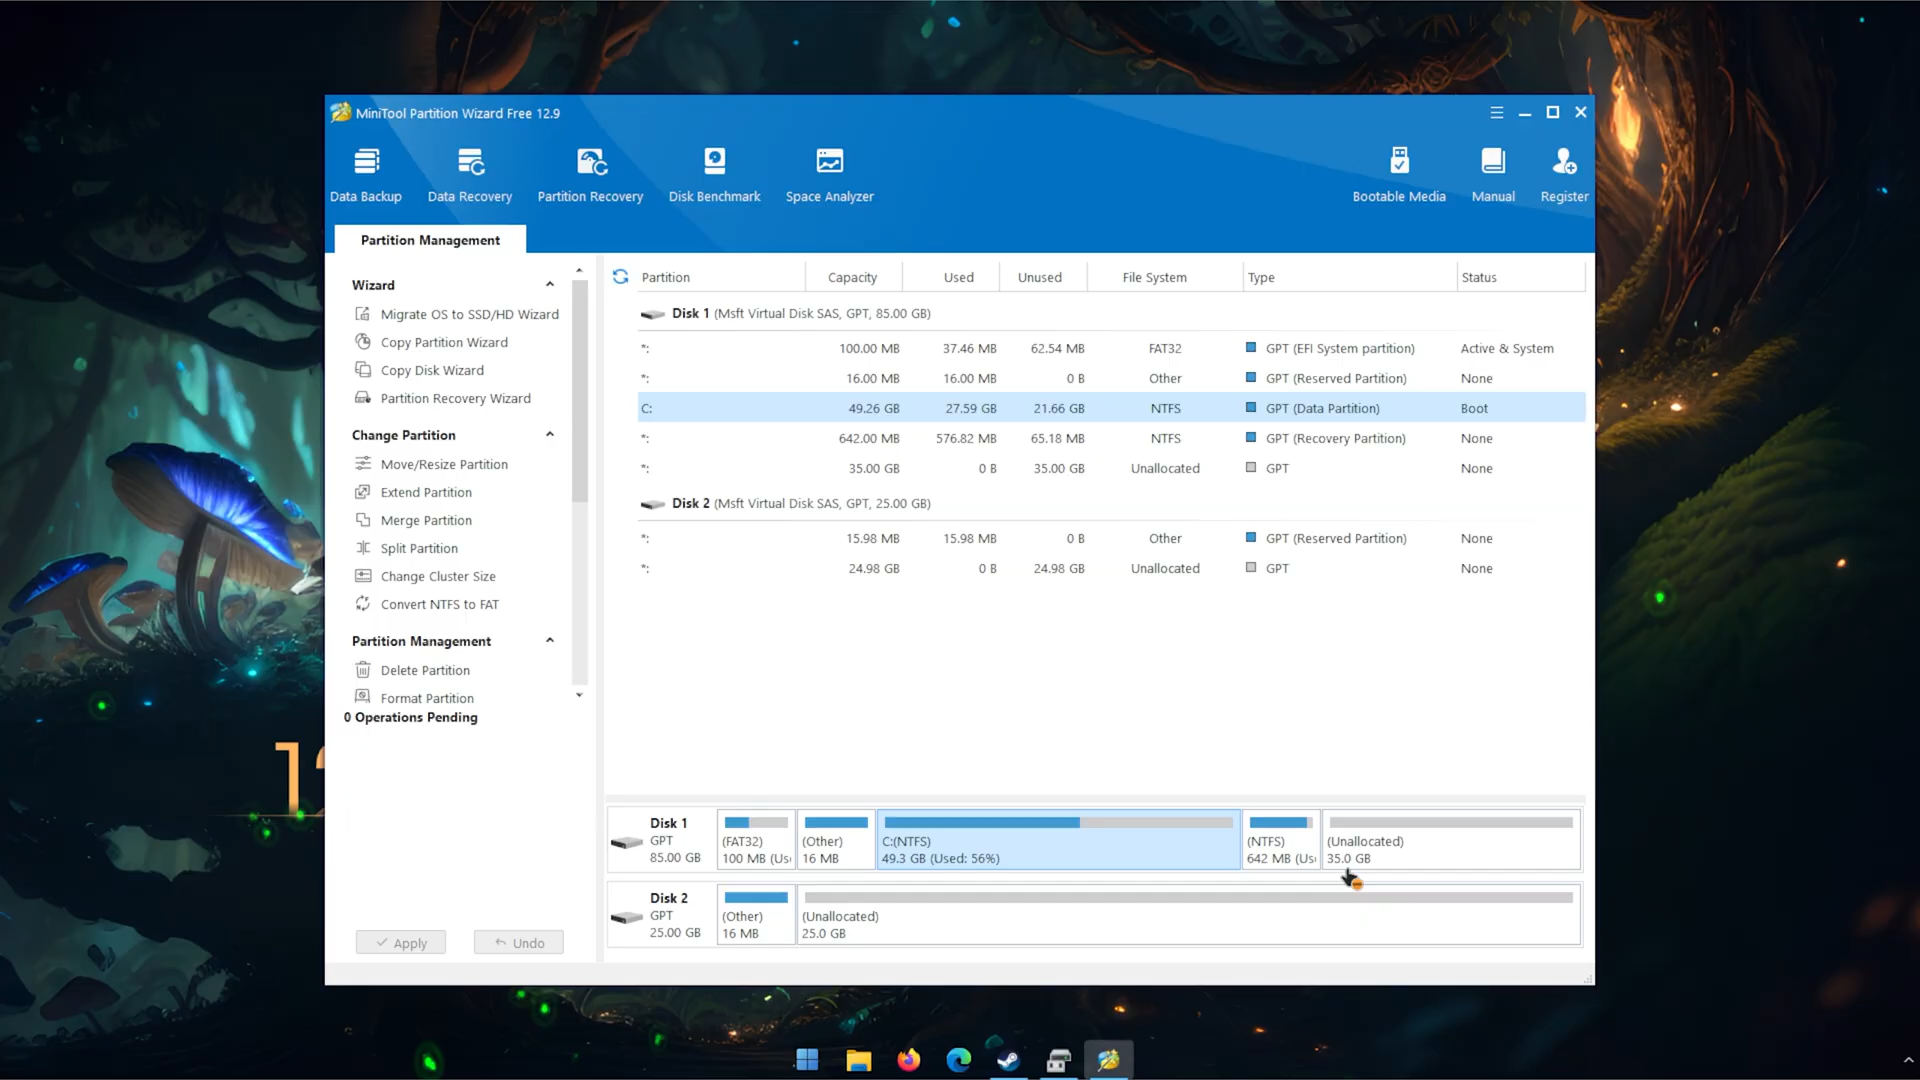 MiniTool Partition Wizard Free 12.9
Data Backup
Data Recovery
Partition Recovery
Disk Benchmark
Space Analyzer
Bootable Media
Manual
Register
Partition Management
Wizard
Migrate OS to SSD/HD Wizard
Copy Partition Wizard
Copy Disk Wizard
Partition Recovery Wizard
Change Partition
Move/Resize Partition
Extend Partition
Merge Partition
Split Partition
Change Cluster Size
Convert NTFS to FAT
Partition Management
Delete Partition
Format Partition
0 Operations Pending
Apply
Undo
Partition Capacity Used Unused File System Type Status
Disk 1 (Msft Virtual Disk SAS, GPT, 85.00 GB)
*: 100.00 MB 37.46 MB 62.54 MB FAT32 GPT (EFI System partition) Active & System
*: 16.00 MB 16.00 MB 0 B Other GPT (Reserved Partition) None
C: 49.26 GB 27.59 GB 21.66 GB NTFS GPT (Data Partition) Boot
*: 642.00 MB 576.82 MB 65.18 MB NTFS GPT (Recovery Partition) None
*: 35.00 GB 0 B 35.00 GB Unallocated GPT None
Disk 2 (Msft Virtual Disk SAS, GPT, 25.00 GB)
*: 15.98 MB 15.98 MB 0 B Other GPT (Reserved Partition) None
*: 24.98 GB 0 B 24.98 GB Unallocated GPT None
Disk 1
GPT
85.00 GB
(FAT32)
100 MB (Us
(Other)
16 MB
C:(NTFS)
49.3 GB (Used: 56%)
(NTFS)
642 MB (Us
(Unallocated)
35.0 GB
Disk 2
GPT
25.00 GB
(Other)
16 MB
(Unallocated)
25.0 GB